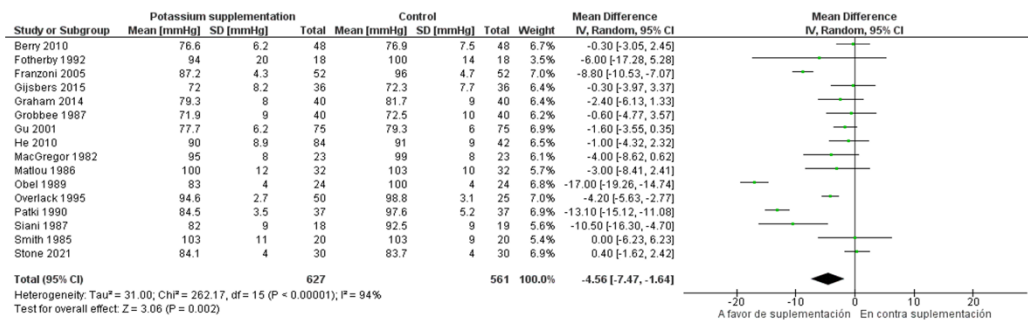 Potassium supplementation Control Mean Difference Mean Difference
Study or Subgroup Mean [mmHg] SD [mmHg] Total Mean [mmHg] SD [mmHg] Total Weight IV, Random, 95% CI IV, Random, 95% CI
Berry 2010 76.6 6.2 48 76.9 7.5 48 6.7% -0.30 [-3.05, 2.45]
Fotherby 1992 94 20 18 100 14 18 3.5% -6.00 [-17.28, 5.28]
Franzoni 2005 87.2 4.3 52 96 4.7 52 6.9% -8.80 [-10.53, -7.07]
Gijsbers 2015 72 8.2 36 72.3 7.7 36 6.5% -0.30 [-3.97, 3.37]
Graham 2014 79.3 8 40 81.7 9 40 6.4% -2.40 [-6.13, 1.33]
Grobbee 1987 71.9 9 40 72.5 10 40 6.3% -0.60 [-4.77, 3.57]
Gu 2001 77.7 6.2 75 79.3 6 75 6.9% -1.60 [-3.55, 0.35]
He 2010 90 8.9 84 91 9 42 6.6% -1.00 [-4.32, 2.32]
MacGregor 1982 95 8 23 99 8 23 6.2% -4.00 [-8.62, 0.62]
Matlou 1986 100 12 32 103 10 32 5.9% -3.00 [-8.41, 2.41]
Obel 1989 83 4 24 100 4 24 6.8% -17.00 [-19.26, -14.74]
Overlack 1995 94.6 2.7 50 98.8 3.1 25 7.0% -4.20 [-5.63, -2.77]
Patki 1990 84.5 3.5 37 97.6 5.2 37 6.9% -13.10 [-15.12, -11.08]
Siani 1987 82 9 18 92.5 9 19 5.7% -10.50 [-16.30, -4.70]
Smith 1985 103 11 20 103 9 20 5.6% 0.00 [-6.23, 6.23]
Stone 2021 84.1 4 30 83.7 4 30 6.9% 0.40 [-1.62, 2.42]
Total (95% CI) 627 561 100.0% -4.56 [-7.47, -1.64]
Heterogeneity: Tau² = 31.00; Chi² = 262.17, df = 15 (P < 0.00001); I² = 94%
Test for overall effect: Z = 3.06 (P = 0.002)
-20 -10 0 10 20
A favor de suplementación En contra suplementación